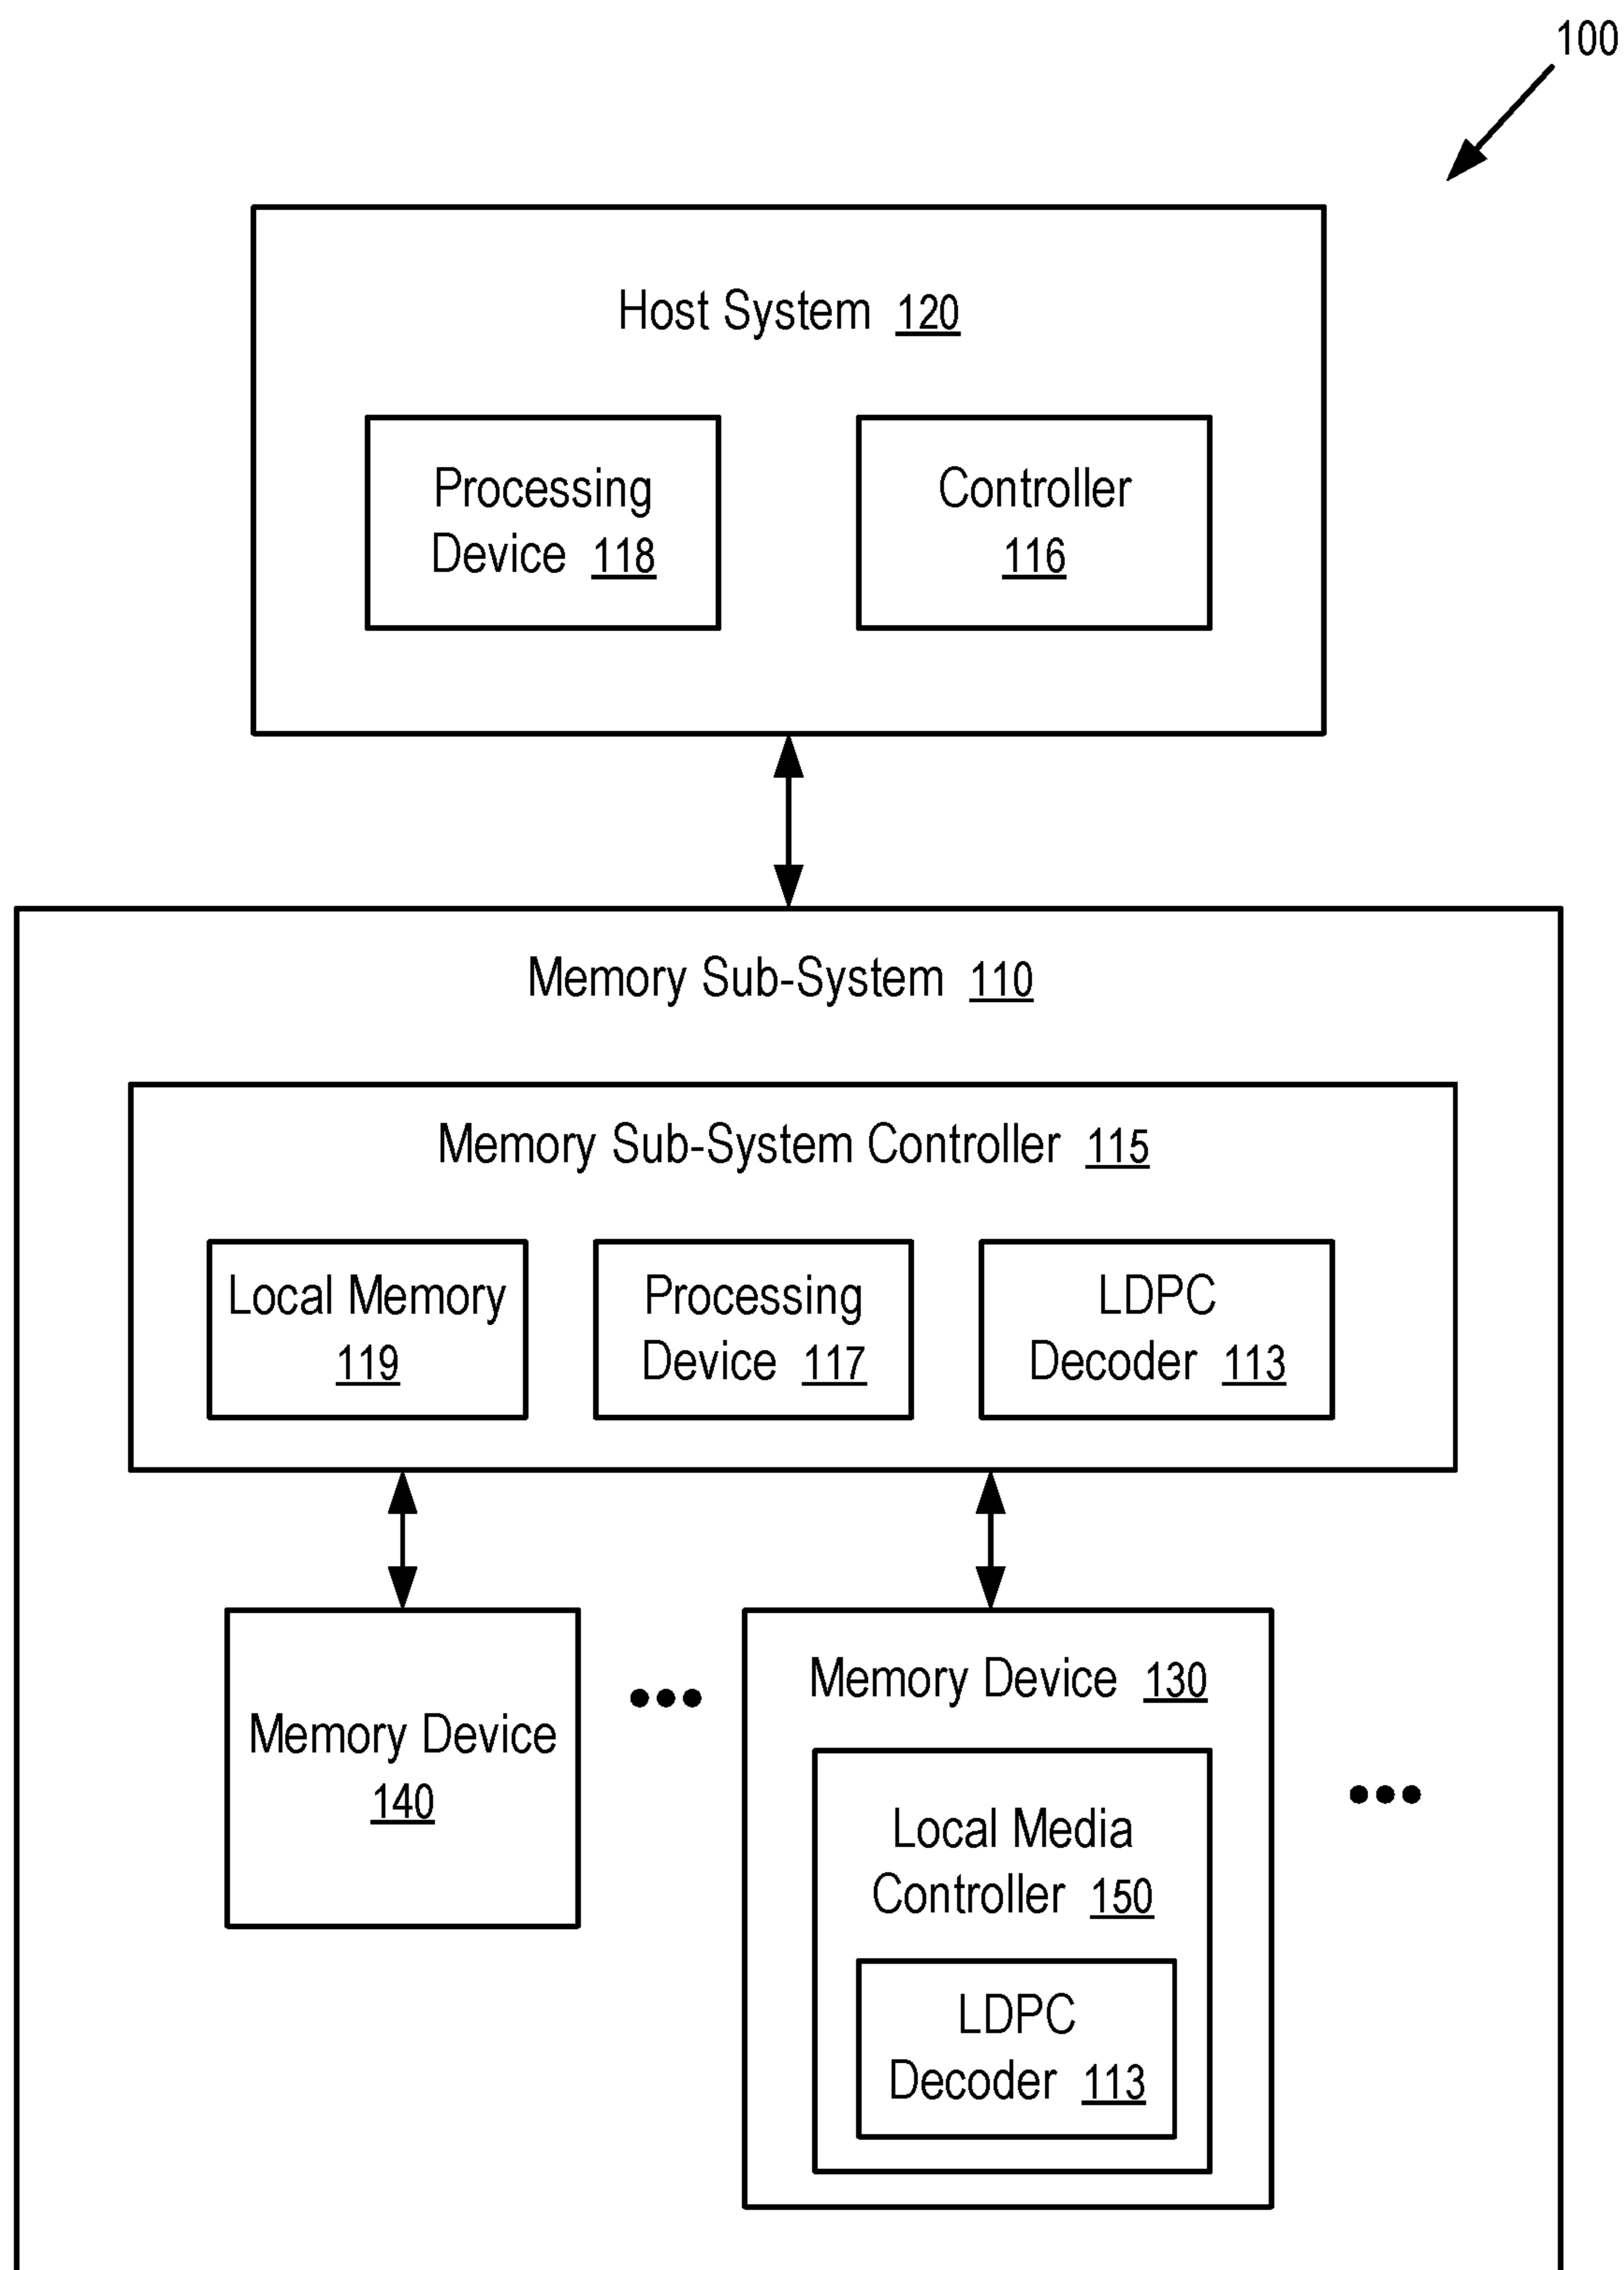 100
Host System 120
Processing
Device 118
Controller
116
Memory Sub-System 110
Memory Sub-System Controller 115
Local Memory
119
Processing
Device 117
LDPC
Decoder 113
Memory Device
140
Memory Device 130
Local Media
Controller 150
LDPC
Decoder 113